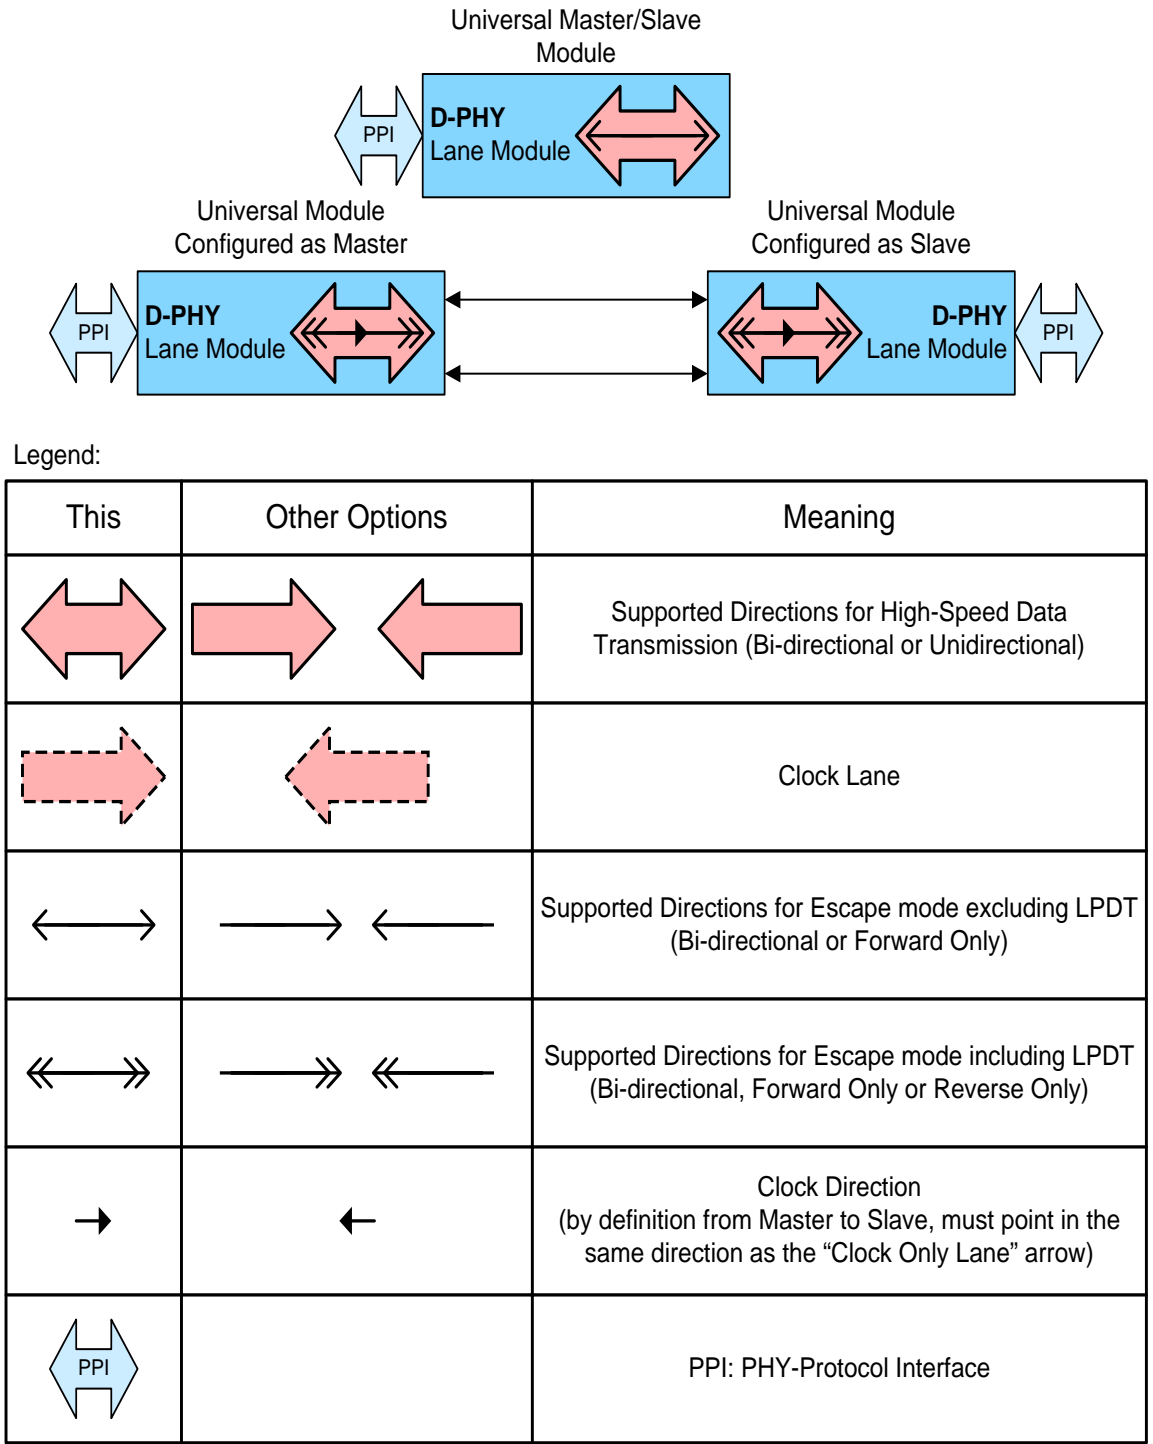 Universal Master/Slave
Module
PPI
D-PHY
Lane Module
Universal Module
Configured as Master
Universal Module
Configured as Slave
PPI
D-PHY
Lane Module
D-PHY
Lane Module
PPI
Legend:
This
Other Options
Meaning
Supported Directions for High-Speed Data
Transmission (Bi-directional or Unidirectional)
Clock Lane
Supported Directions for Escape mode excluding LPDT
(Bi-directional or Forward Only)
Supported Directions for Escape mode including LPDT
(Bi-directional, Forward Only or Reverse Only)
Clock Direction
(by definition from Master to Slave, must point in the
same direction as the “Clock Only Lane” arrow)
PPI
PPI: PHY-Protocol Interface